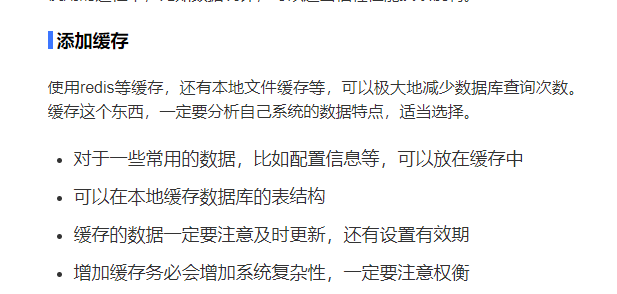 添加缓存
使用redis等缓存，还有本地文件缓存等，可以极大地减少数据库查询次数。
缓存这个东西，一定要分析自己系统的数据特点，适当选择。
对于一些常用的数据，比如配置信息等，可以放在缓存中
可以在本地缓存数据库的表结构
缓存的数据一定要注意及时更新，还有设置有效期
增加缓存务必会增加系统复杂性，一定要注意权衡